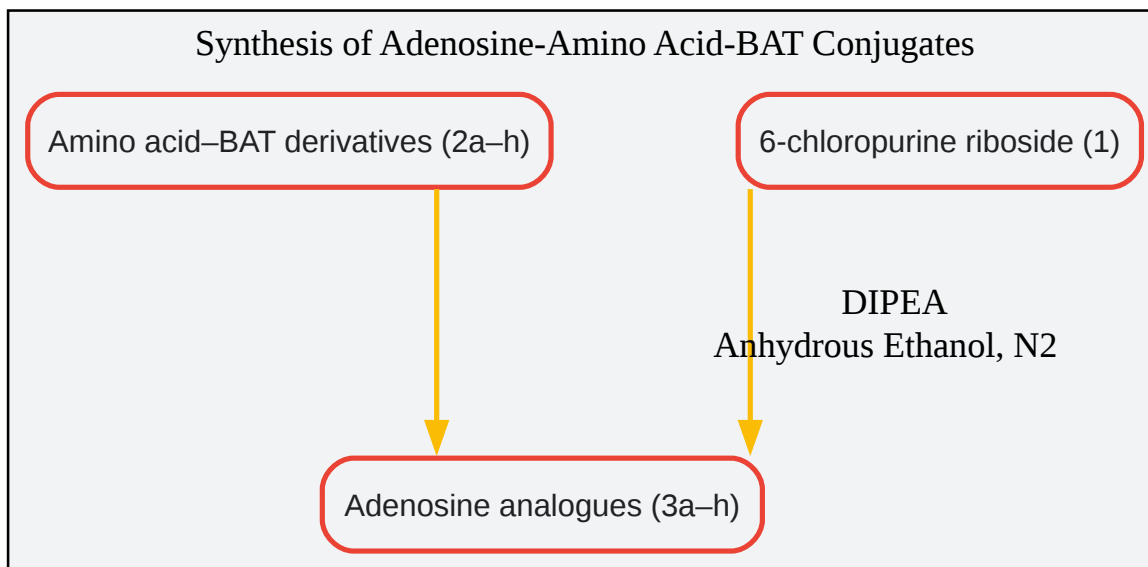 Synthesis of Adenosine-Amino Acid-BAT Conjugates
Amino acid–BAT derivatives (2a–h)
6-chloropurine riboside (1)
DIPEA
Anhydrous Ethanol, N2
Adenosine analogues (3a–h)